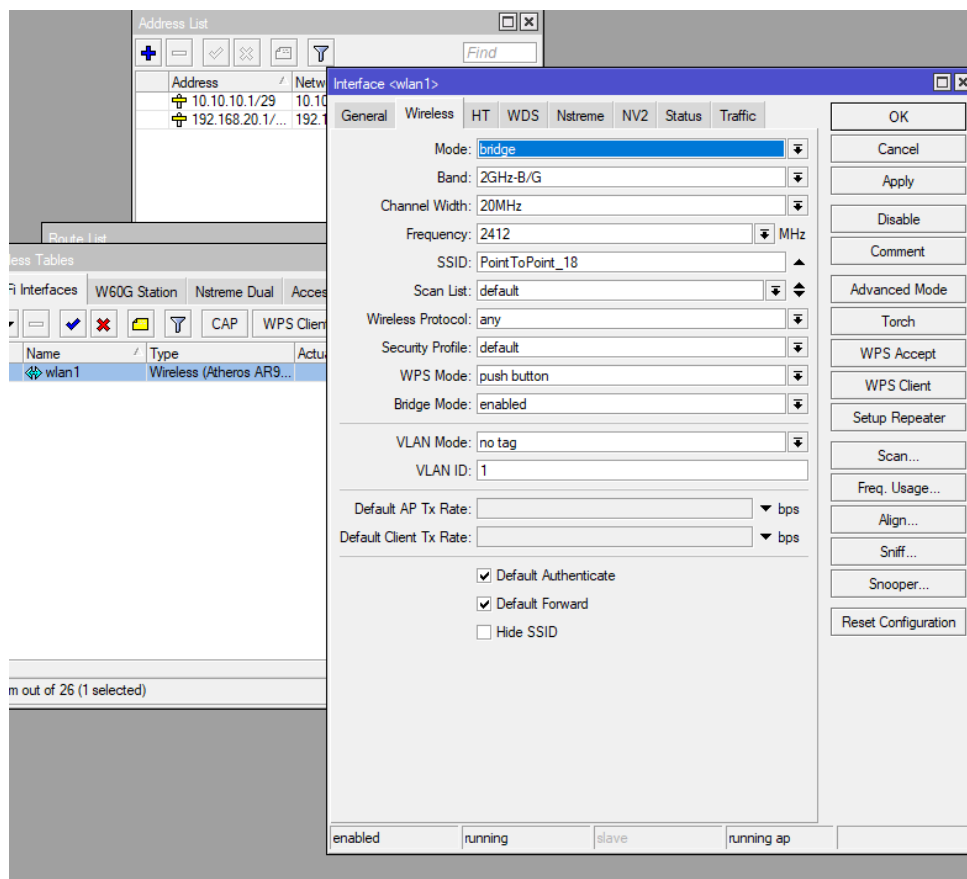 Address List
Find
Address Netw
10.10.10.1/29 10.10
192.168.20.1/... 192.1
Route List
less Tables
Fi Interfaces W60G Station Nstreme Dual Acces
CAP WPS Clien
Name Type Actu
wlan1 Wireless (Atheros AR9...
m out of 26 (1 selected)
Interface <wlan1>
General Wireless HT WDS Nstreme NV2 Status Traffic
Mode: bridge
Band: 2GHz-B/G
Channel Width: 20MHz
Frequency: 2412 MHz
SSID: PointToPoint_18
Scan List: default
Wireless Protocol: any
Security Profile: default
WPS Mode: push button
Bridge Mode: enabled
VLAN Mode: no tag
VLAN ID: 1
Default AP Tx Rate: bps
Default Client Tx Rate: bps
Default Authenticate
Default Forward
Hide SSID
OK
Cancel
Apply
Disable
Comment
Advanced Mode
Torch
WPS Accept
WPS Client
Setup Repeater
Scan...
Freq. Usage...
Align...
Sniff...
Snooper...
Reset Configuration
enabled running slave running ap